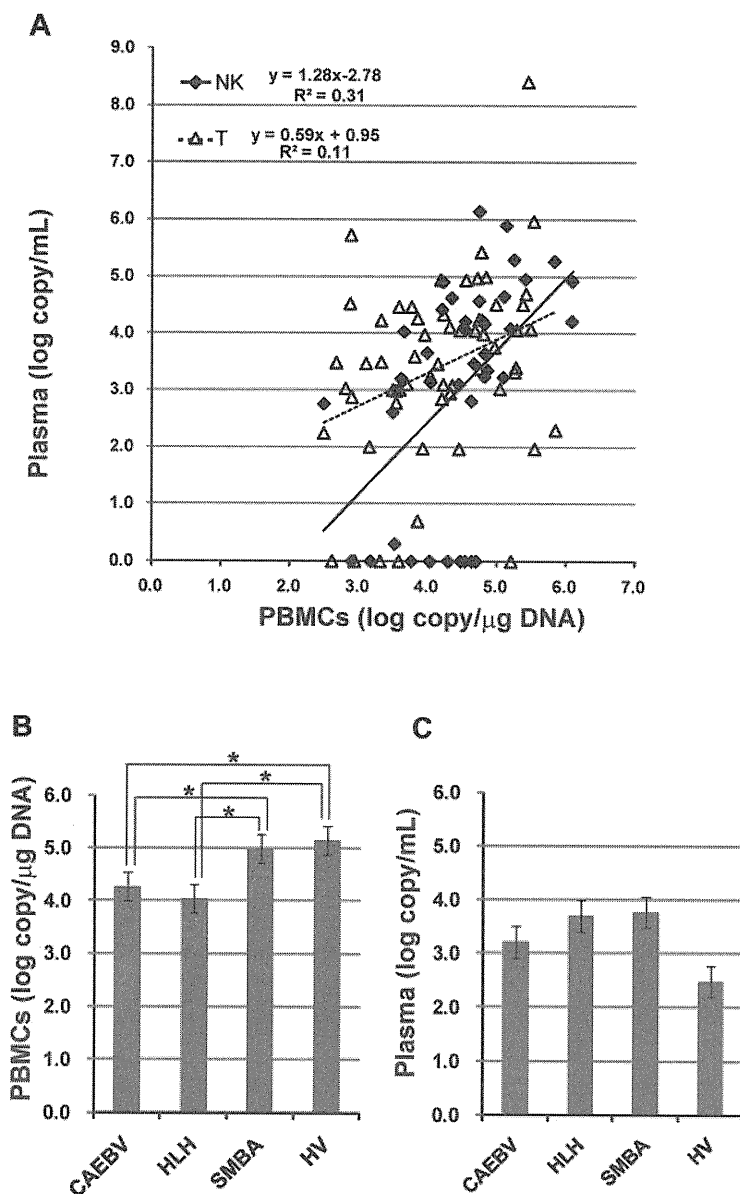 A
9.0
8.0
7.0
6.0
5.0
4.0
3.0
2.0
1.0
0.0
Plasma (log copy/mL)
NK y = 1.28x-2.78
R² = 0.31
T y = 0.59x + 0.95
R² = 0.11
0.0 1.0 2.0 3.0 4.0 5.0 6.0 7.0
PBMCs (log copy/µg DNA)
B
PBMCs (log copy/µg DNA)
6.0
5.0
4.0
3.0
2.0
1.0
0.0
*
*
*
*
CAEBV HLH SMBA HV
C
Plasma (log copy/mL)
6.0
5.0
4.0
3.0
2.0
1.0
0.0
CAEBV HLH SMBA HV